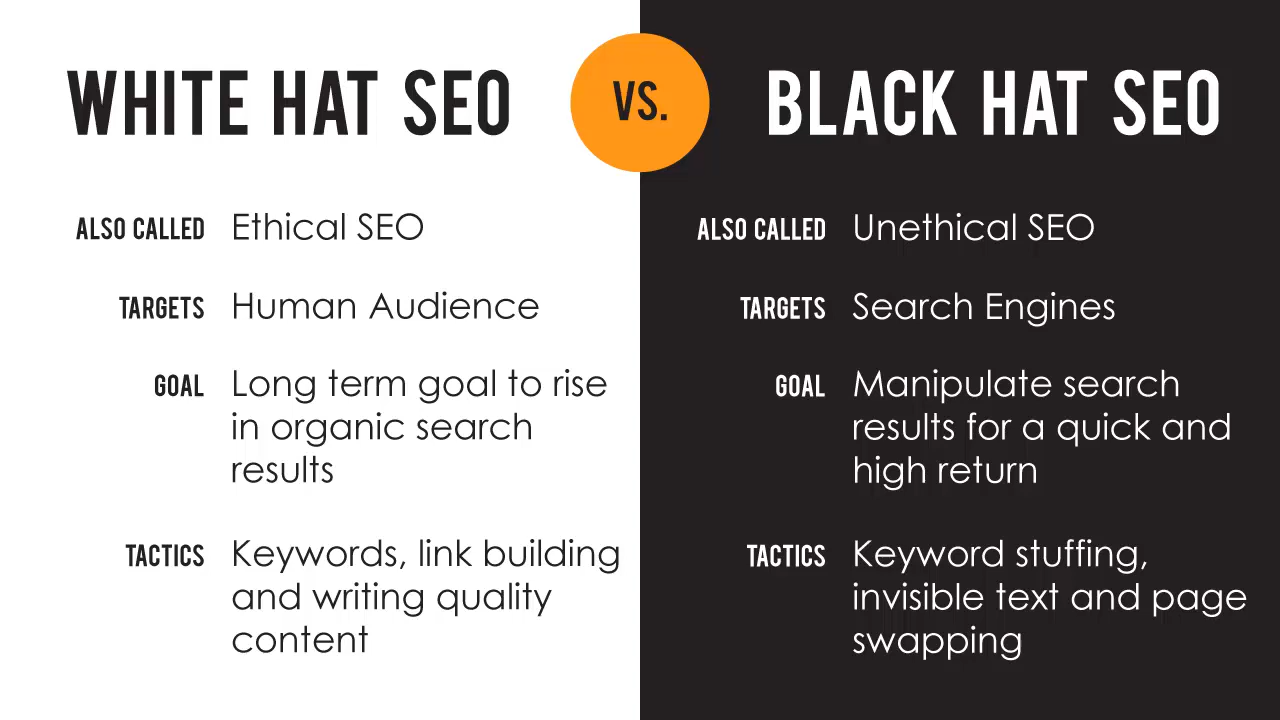 WHITE HAT SEO
VS.
BLACK HAT SEO
ALSO CALLED Ethical SEO
TARGETS Human Audience
GOAL Long term goal to rise
in organic search
results
TACTICS Keywords, link building
and writing quality
content
ALSO CALLED Unethical SEO
TARGETS Search Engines
GOAL Manipulate search
results for a quick and
high return
TACTICS Keyword stuffing,
invisible text and page
swapping